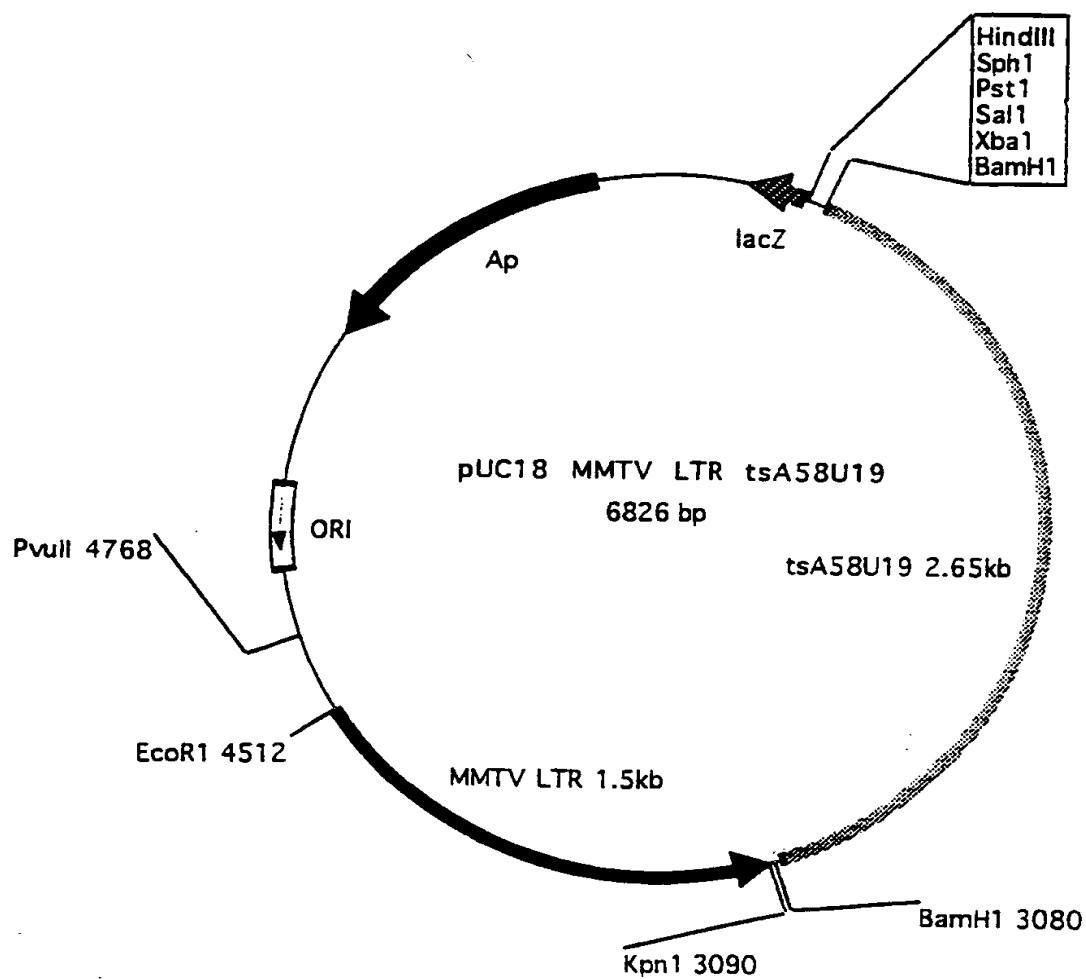 HindIII
Sph1
Pst1
Sal1
Xba1
BamH1
lacZ
Ap
pUC18 MMTV LTR tsA58U19
6826 bp
ORI
PvuII 4768
tsA58U19 2.65kb
EcoR1 4512
MMTV LTR 1.5kb
BamH1 3080
Kpn1 3090